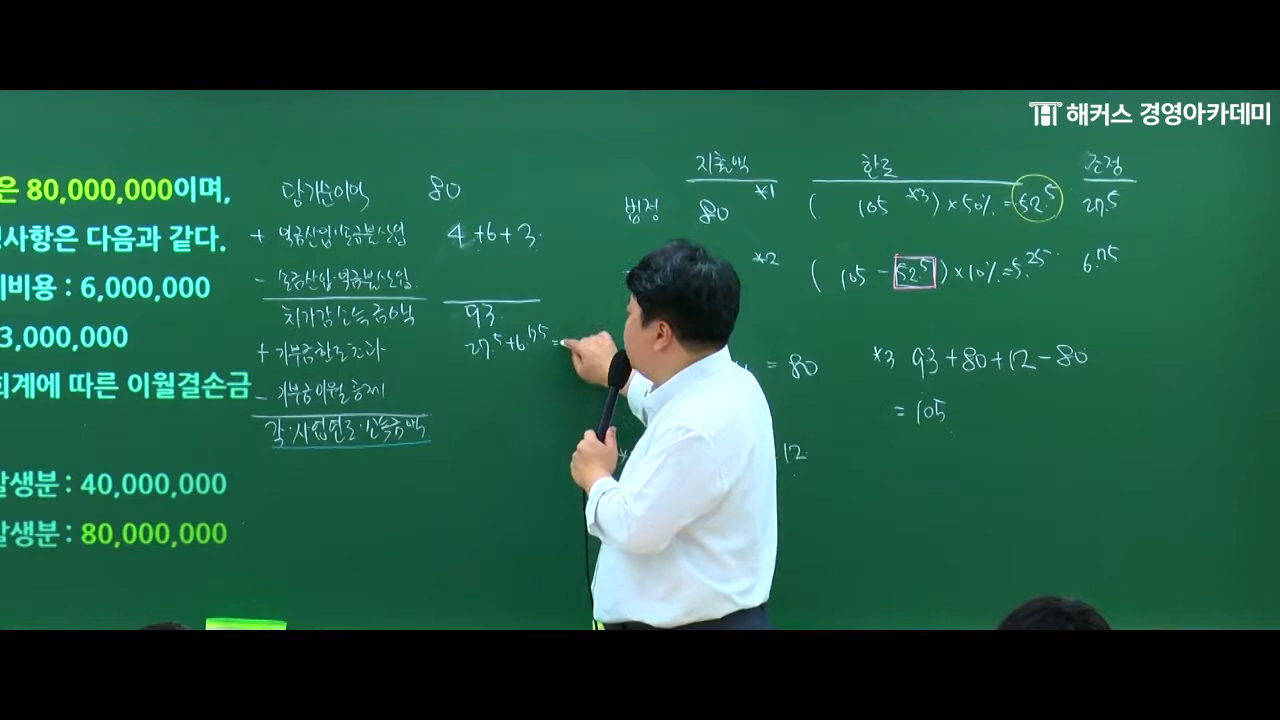 해커스 경영아카데미
은 80,000,000이며,
사항은 다음과 같다.
비용 : 6,000,000
3,000,000
회계에 따른 이월결손금
발생분 : 40,000,000
발생분 : 80,000,000
당기순이익 80
+ 익금산입·손금불산입 4+6+3
- 손금산입·익금불산입
차가감소득금액 93
+ 기부금한도초과 27.5+6.75=
- 기부금이월공제
각·사업연도·소득금액
지출액 한도 조정
법정 80 *1 ( 105 *3 ) ×50% = 52.5 27.5
*2 ( 105 - 52.5 ) ×10% = 5.25 6.75
= 80
12
*3 93+80+12-80
= 105